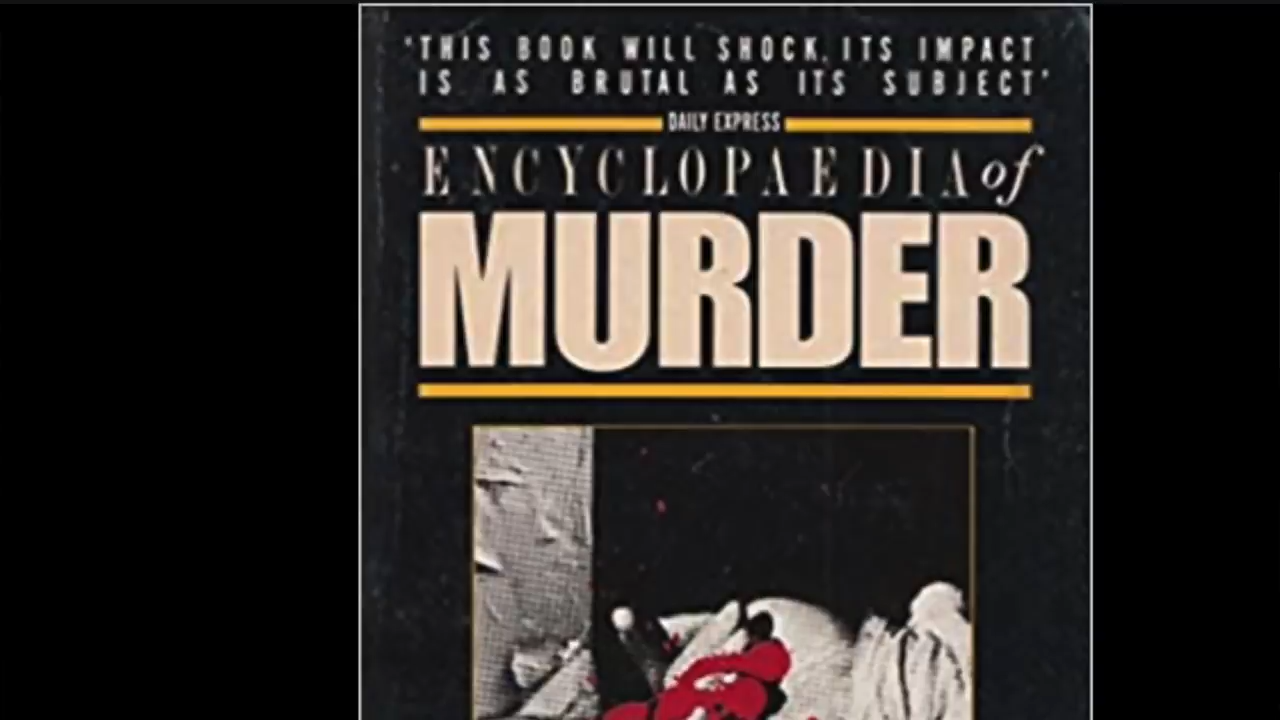 'THIS BOOK WILL SHOCK, ITS IMPACT
IS AS BRUTAL AS ITS SUBJECT'
DAILY EXPRESS
ENCYCLOPAEDIA of
MURDER